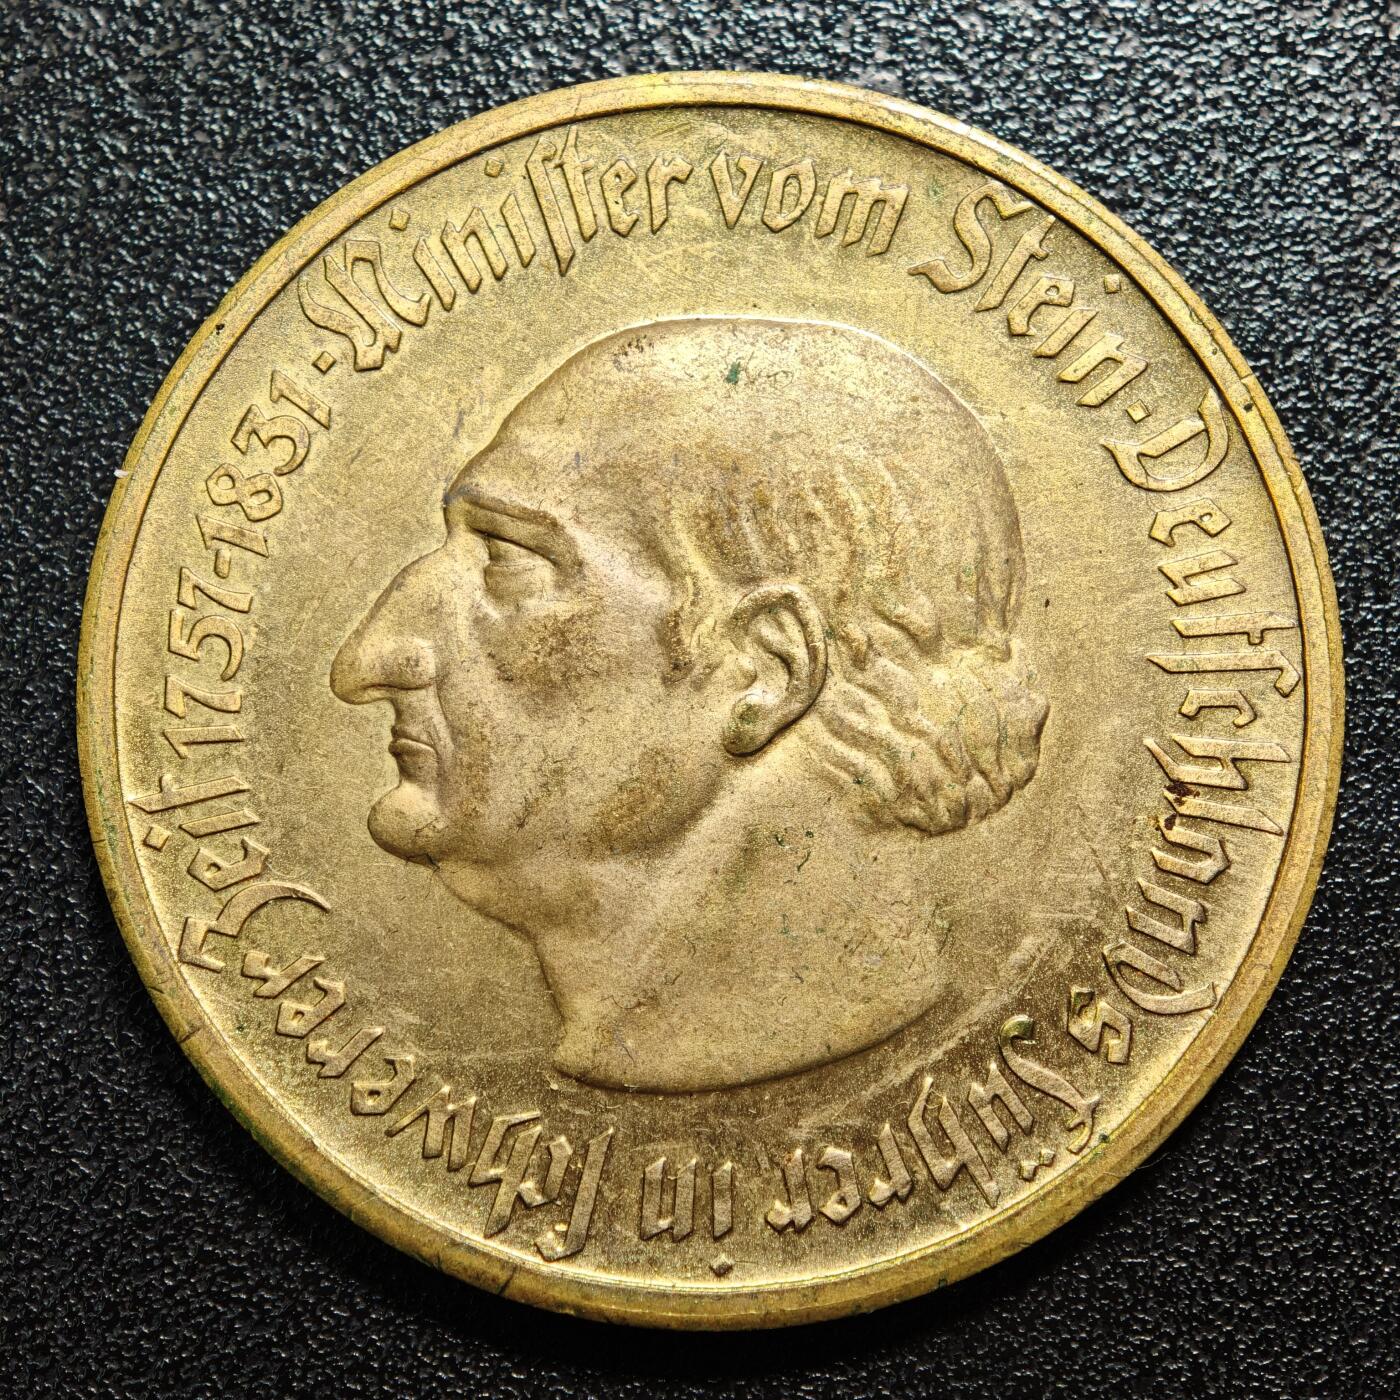 Minister vom Stein · Deutschlands Führer in schwerer Zeit 1757-1831 ·